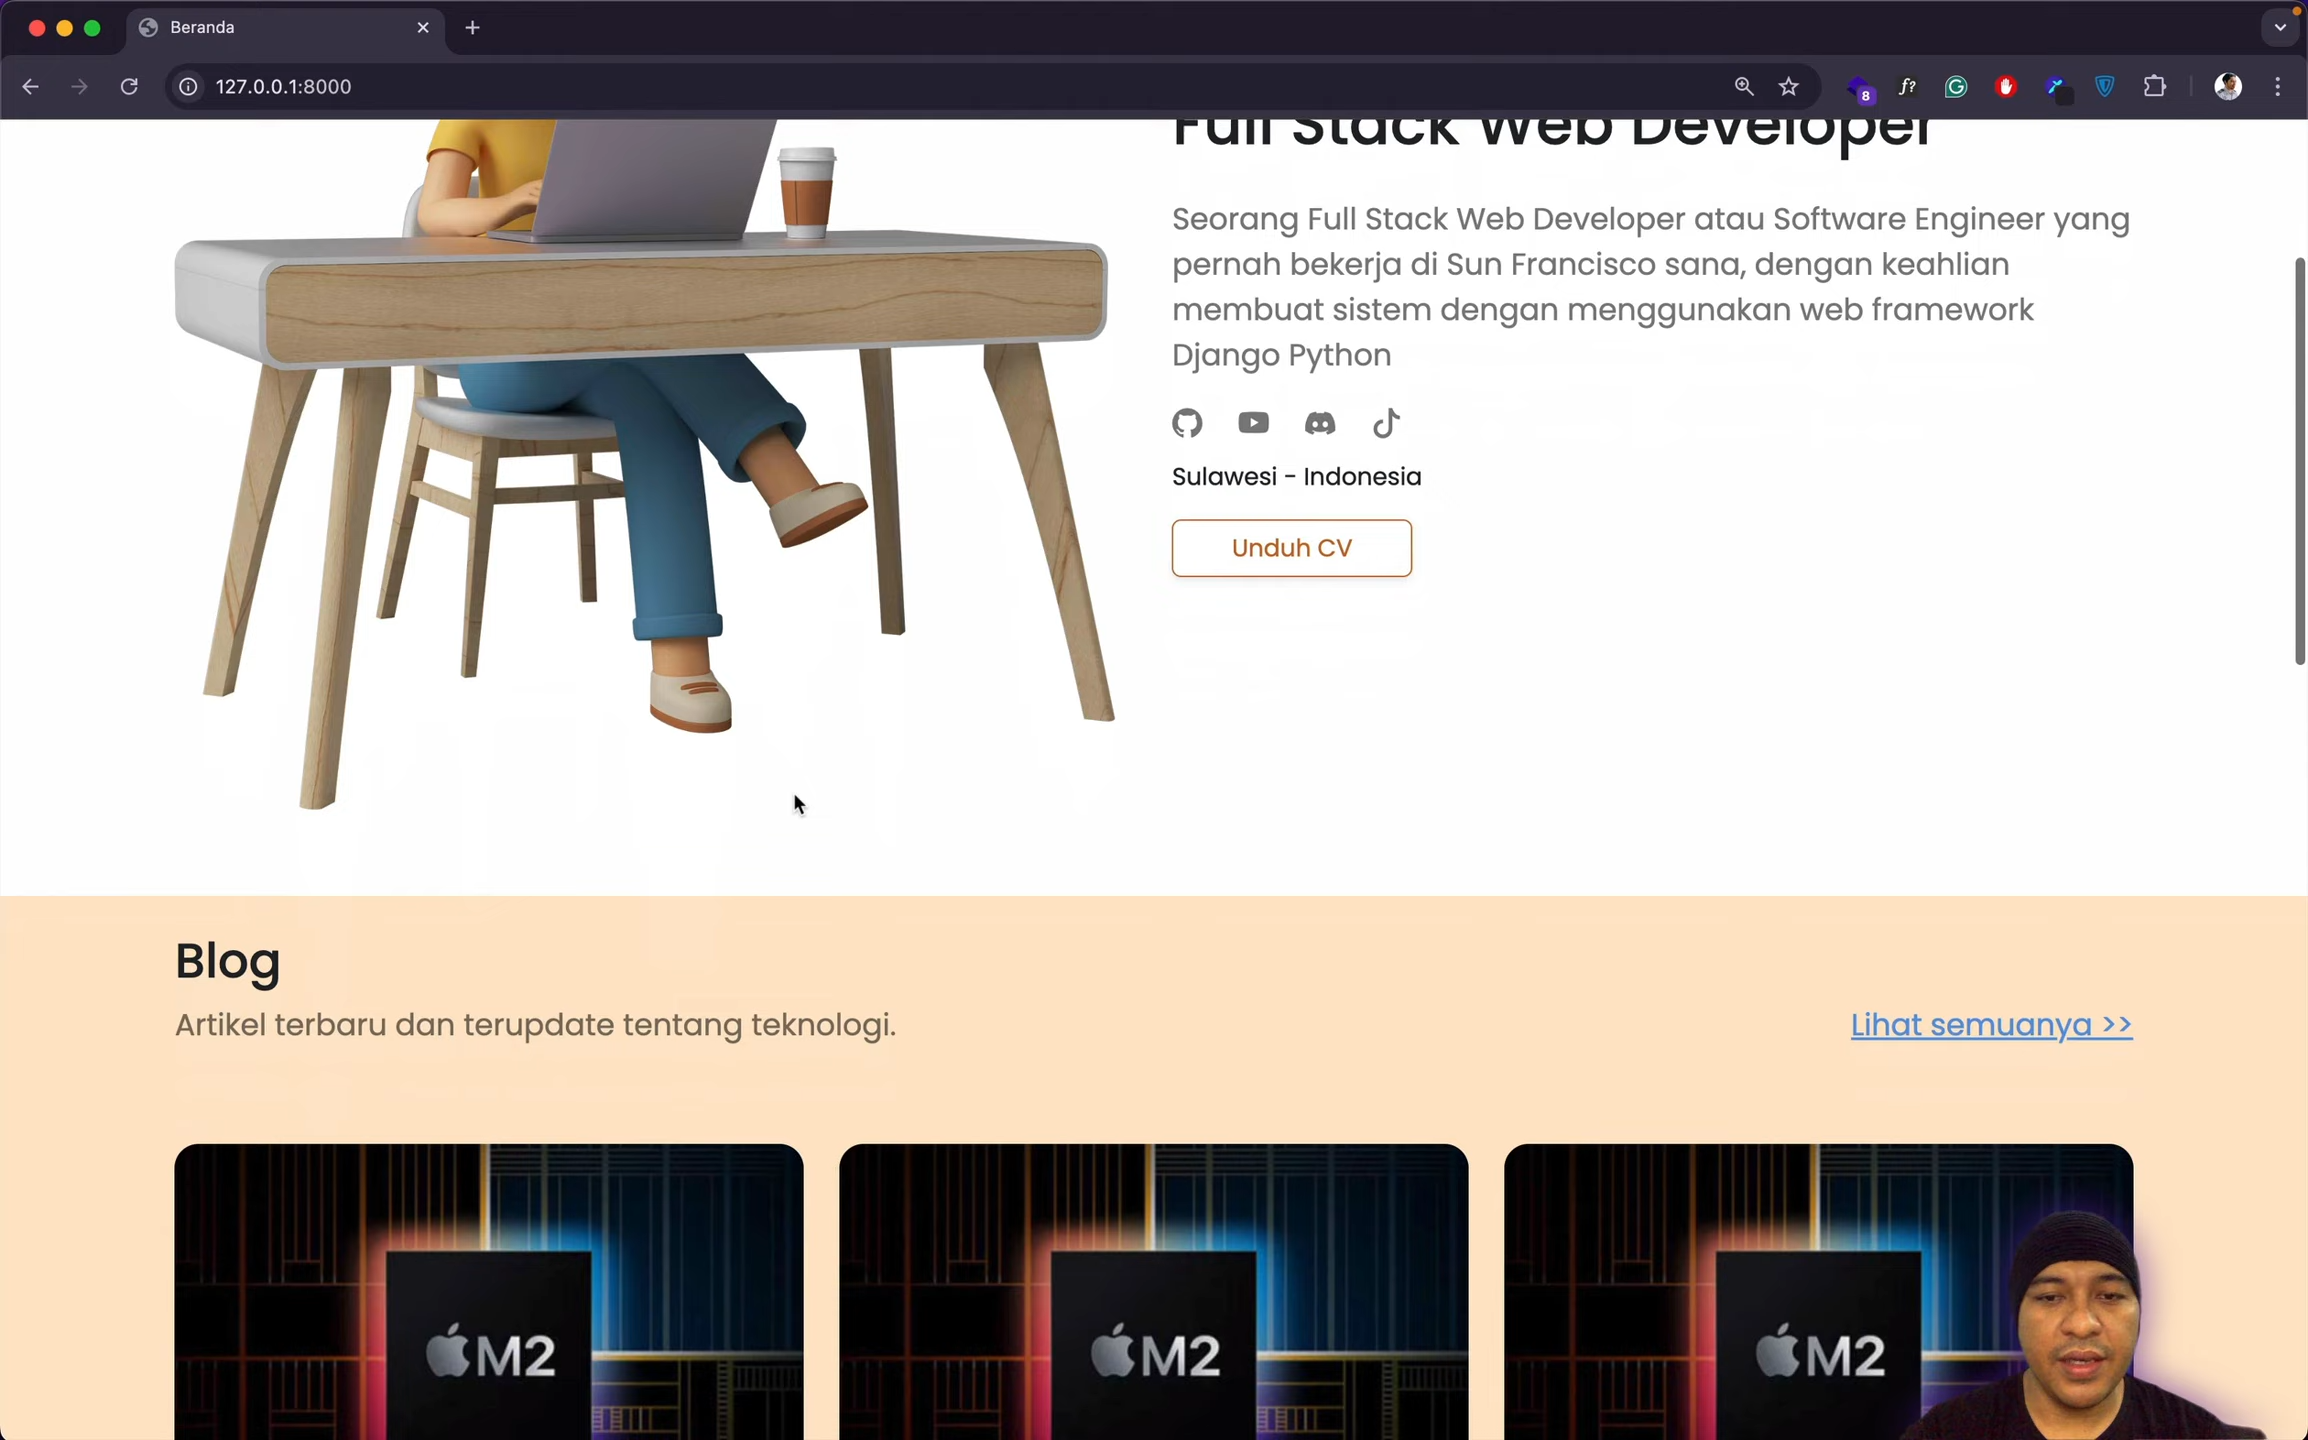 Beranda
127.0.0.1:8000
8
f?
Full Stack Web Developer
Seorang Full Stack Web Developer atau Software Engineer yang
pernah bekerja di Sun Francisco sana, dengan keahlian
membuat sistem dengan menggunakan web framework
Django Python
Sulawesi - Indonesia
Unduh CV
Blog
Artikel terbaru dan terupdate tentang teknologi.
Lihat semuanya >>
M2
M2
M2